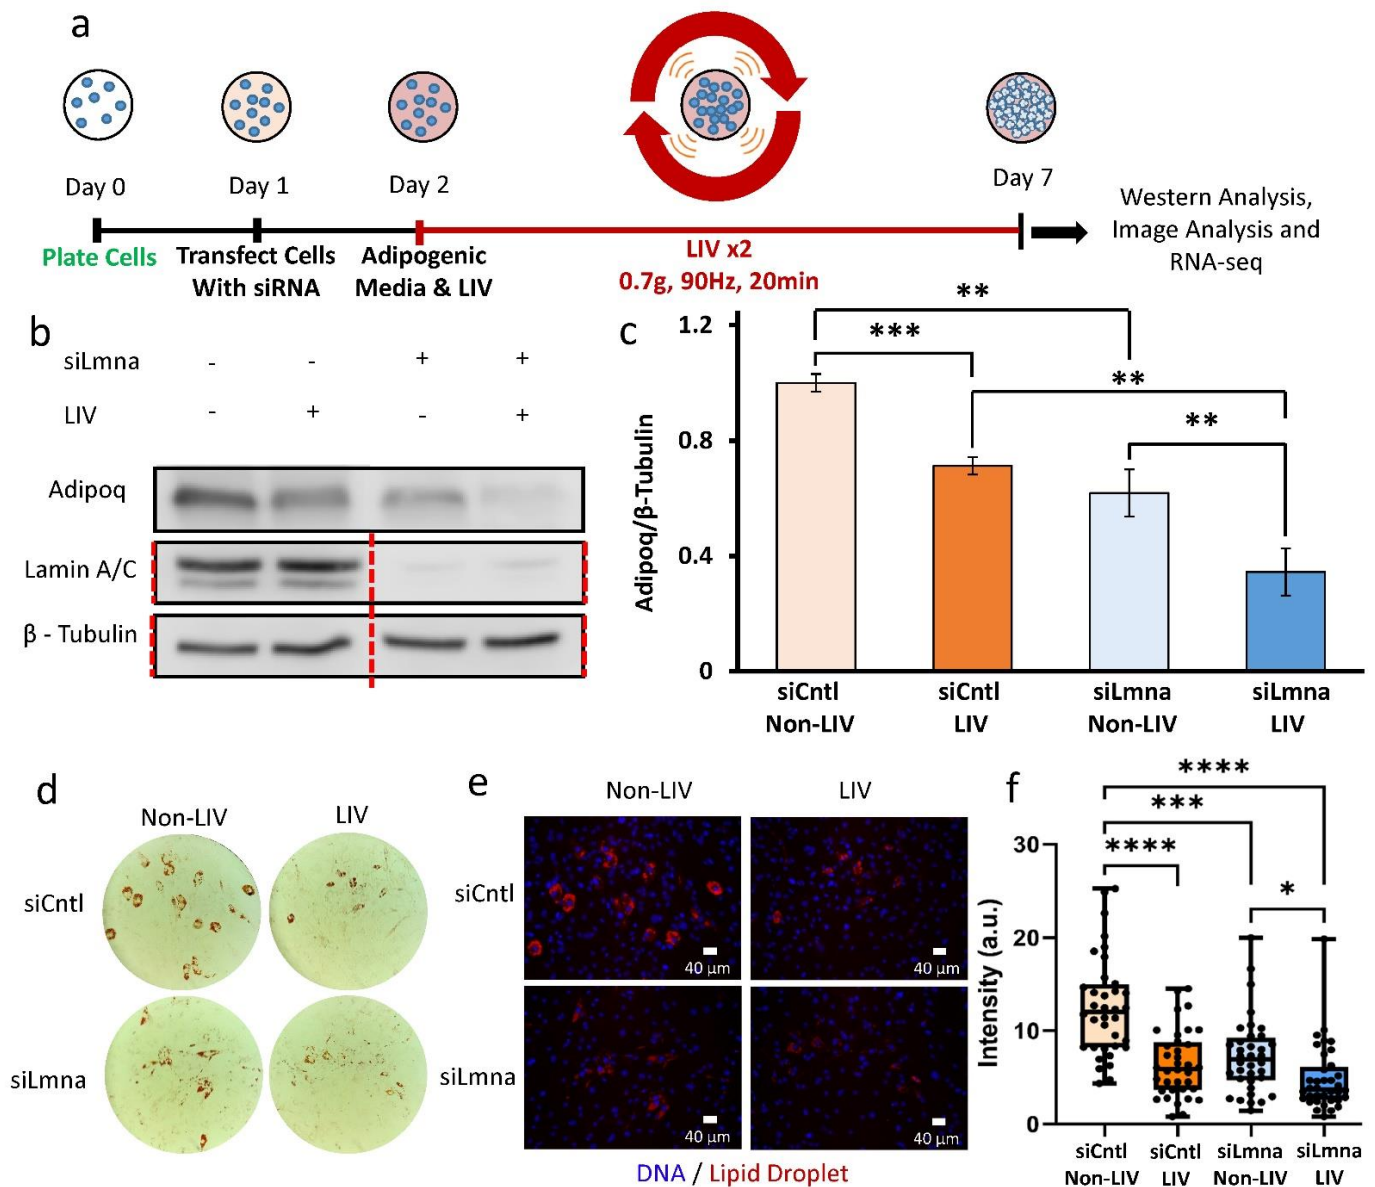 a
Day 0
Day 1
Day 2
Day 7
Plate Cells
Transfect Cells
With siRNA
Adipogenic
Media & LIV
LIV x2
0.7g, 90Hz, 20min
Western Analysis,
Image Analysis and
RNA-seq
b
siLmna - - + +
LIV - + - +
Adipoq
Lamin A/C
β - Tubulin
c
Adipoq/β-Tubulin
1.2
0.8
0.4
0
**
***
**
**
siCntl
Non-LIV
siCntl
LIV
siLmna
Non-LIV
siLmna
LIV
d
Non-LIV
LIV
siCntl
siLmna
e
Non-LIV
LIV
siCntl
siLmna
40 µm
40 µm
40 µm
40 µm
DNA / Lipid Droplet
f
Intensity (a.u.)
30
20
10
0
****
***
****
*
siCntl
Non-LIV
siCntl
LIV
siLmna
Non-LIV
siLmna
LIV